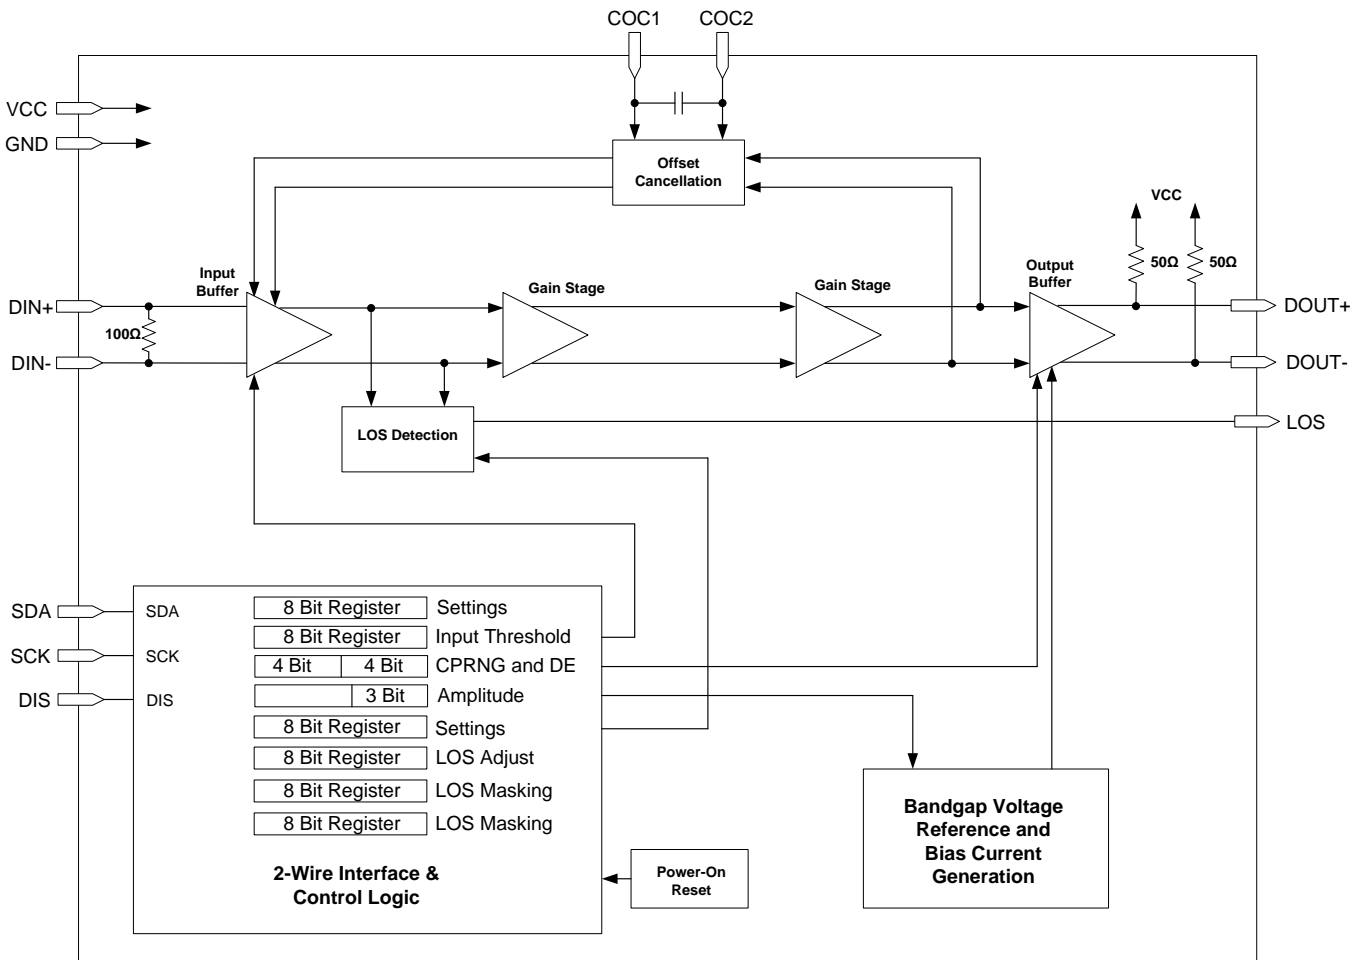 COC1
COC2
VCC
GND
Offset
Cancellation
VCC
50Ω
50Ω
Input
Buffer
Gain Stage
Gain Stage
Output
Buffer
DIN+
100Ω
DIN-
DOUT+
DOUT-
LOS Detection
LOS
SDA
SCK
DIS
SDA
SCK
DIS
8 Bit Register Settings
8 Bit Register Input Threshold
4 Bit 4 Bit CPRNG and DE
3 Bit Amplitude
8 Bit Register Settings
8 Bit Register LOS Adjust
8 Bit Register LOS Masking
8 Bit Register LOS Masking
2-Wire Interface &
Control Logic
Power-On
Reset
Bandgap Voltage
Reference and
Bias Current
Generation